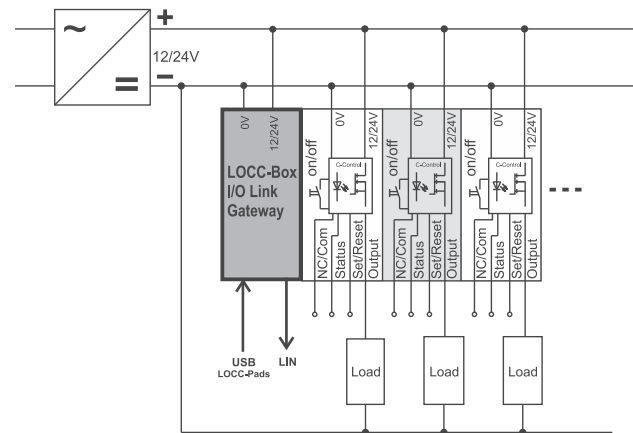 ~
+
12/24V
=
−
0V
12/24V
LOCC-Box
I/O Link
Gateway
on/off
0V
12/24V
C-Control
NC/Com
Status
Set/Reset
Output
on/off
0V
12/24V
C-Control
NC/Com
Status
Set/Reset
Output
on/off
0V
12/24V
C-Control
NC/Com
Status
Set/Reset
Output
USB
LOCC-Pads
LIN
Load
Load
Load